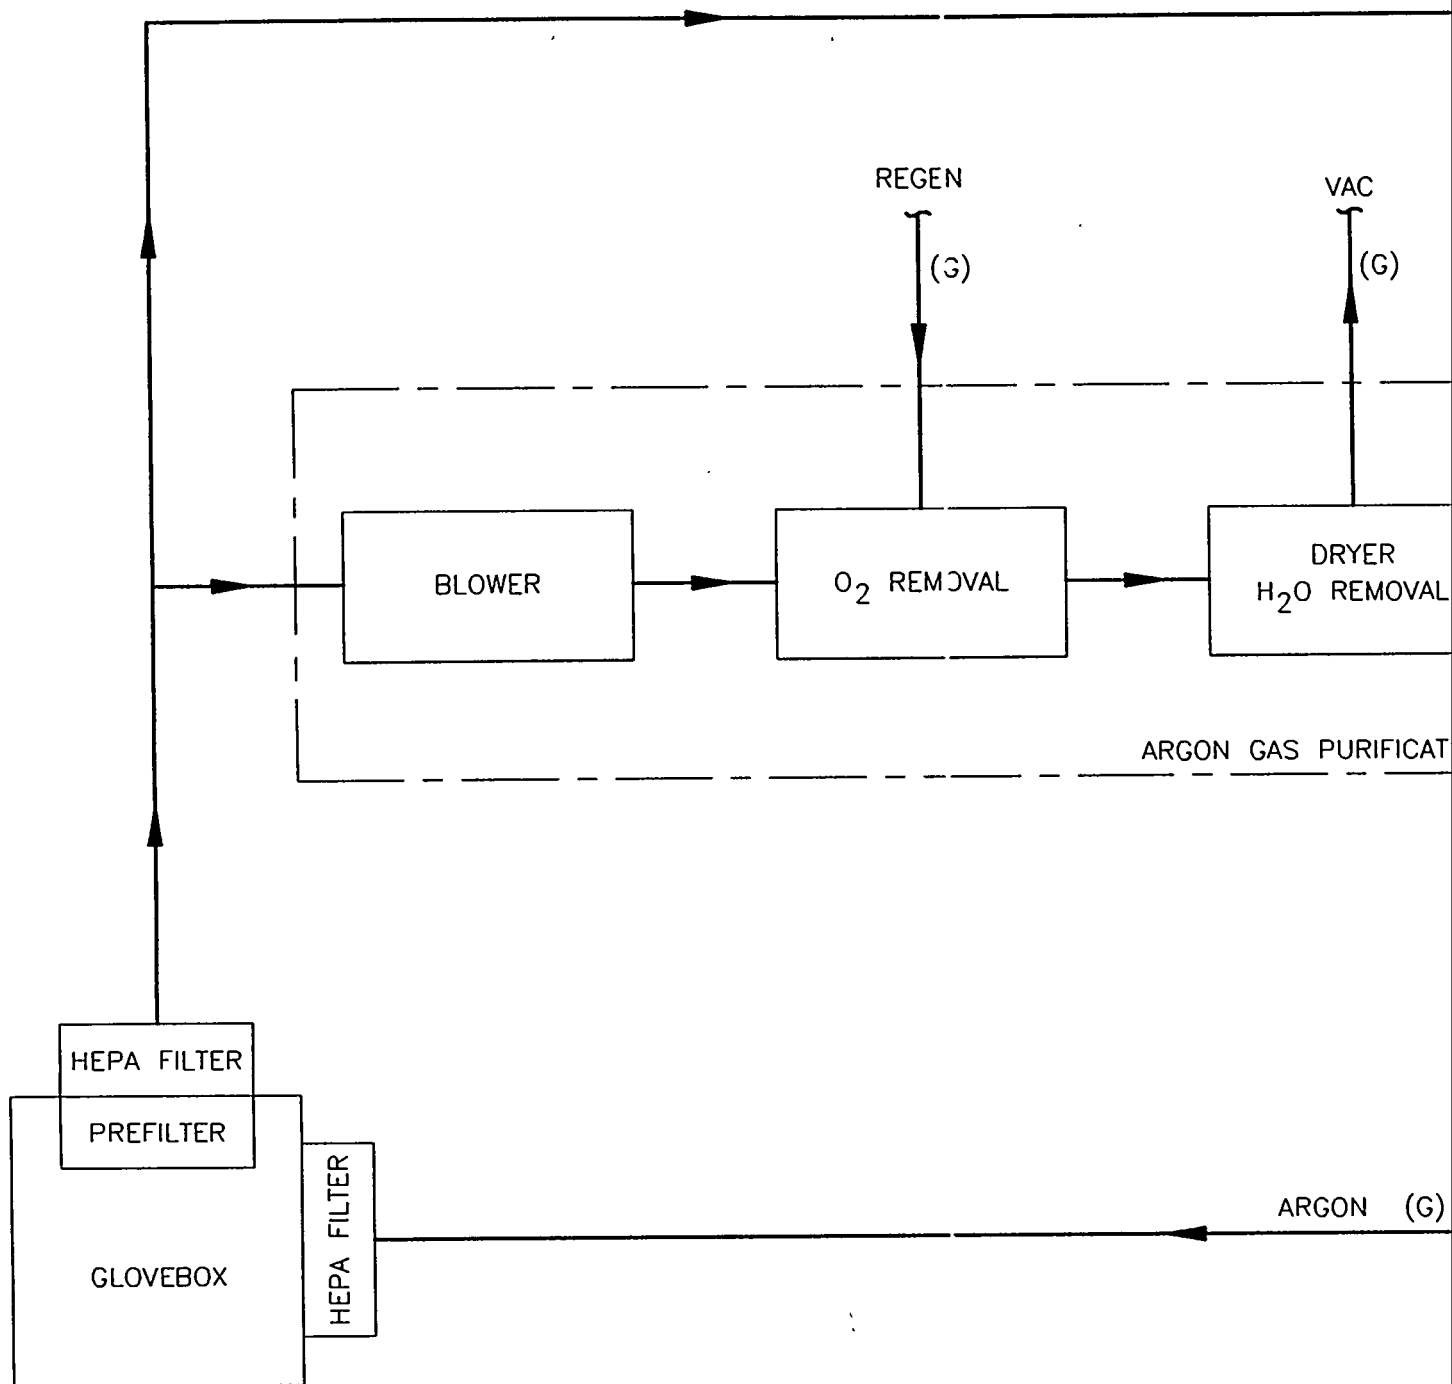 REGEN
VAC
(G)
(G)
BLOWER
O2 REMOVAL
DRYER
H2O REMOVAL
ARGON GAS PURIFICAT
HEPA FILTER
PREFILTER
HEPA FILTER
GLOVEBOX
ARGON (G)